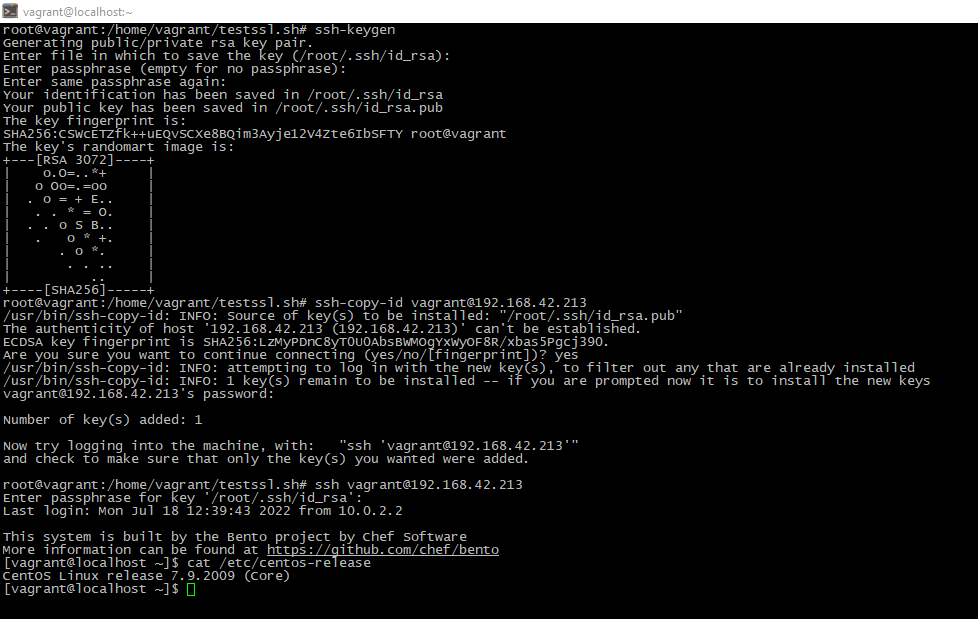 vagrant@localhost:~
root@vagrant:/home/vagrant/testssl.sh# ssh-keygen
Generating public/private rsa key pair.
Enter file in which to save the key (/root/.ssh/id_rsa):
Enter passphrase (empty for no passphrase):
Enter same passphrase again:
Your identification has been saved in /root/.ssh/id_rsa
Your public key has been saved in /root/.ssh/id_rsa.pub
The key fingerprint is:
SHA256:CSWcETZfk++uEQvSCXe8BQim3Ayje12V4Zte6IbSFTY root@vagrant
The key's randomart image is:
+---[RSA 3072]----+
|    o.O=..*+     |
|   o Oo=.=oo     |
|  . o = + E..    |
|   . . * = O.    |
|  . . o S B..    |
|   .   o * +.    |
|      . o *.     |
|       . . ..    |
|          ..     |
+----[SHA256]-----+
root@vagrant:/home/vagrant/testssl.sh# ssh-copy-id vagrant@192.168.42.213
/usr/bin/ssh-copy-id: INFO: Source of key(s) to be installed: "/root/.ssh/id_rsa.pub"
The authenticity of host '192.168.42.213 (192.168.42.213)' can't be established.
ECDSA key fingerprint is SHA256:LzMyPDnC8yTOU0AbsBWMOgYxWyOF8R/xbas5Pgcj39O.
Are you sure you want to continue connecting (yes/no/[fingerprint])? yes
/usr/bin/ssh-copy-id: INFO: attempting to log in with the new key(s), to filter out any that are already installed
/usr/bin/ssh-copy-id: INFO: 1 key(s) remain to be installed -- if you are prompted now it is to install the new keys
vagrant@192.168.42.213's password:
Number of key(s) added: 1
Now try logging into the machine, with:   "ssh 'vagrant@192.168.42.213'"
and check to make sure that only the key(s) you wanted were added.
root@vagrant:/home/vagrant/testssl.sh# ssh vagrant@192.168.42.213
Enter passphrase for key '/root/.ssh/id_rsa':
Last login: Mon Jul 18 12:39:43 2022 from 10.0.2.2
This system is built by the Bento project by Chef Software
More information can be found at https://github.com/chef/bento
[vagrant@localhost ~]$ cat /etc/centos-release
CentOS Linux release 7.9.2009 (Core)
[vagrant@localhost ~]$